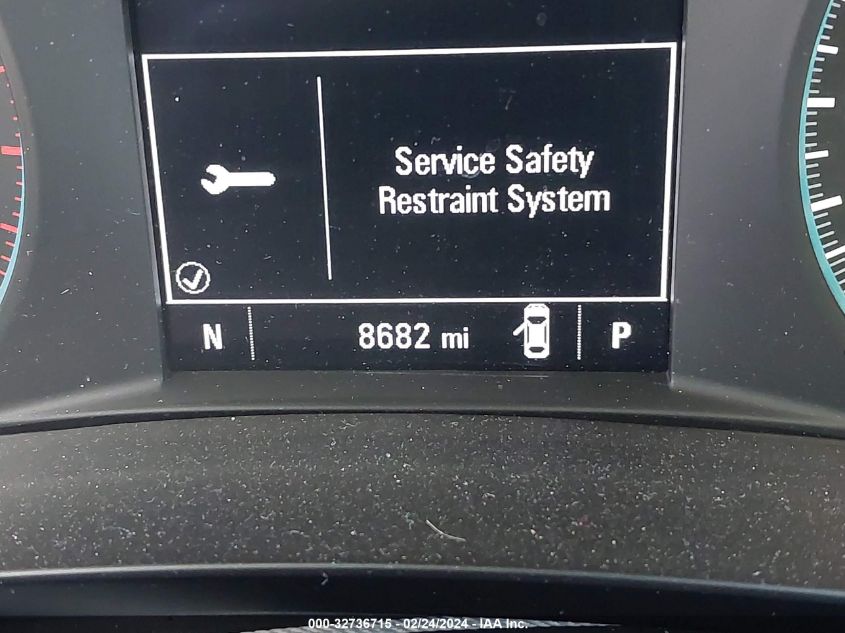 Service Safety
Restraint System
N 8682 mi P
000-32736715 - 02/24/2024 - IAA Inc.